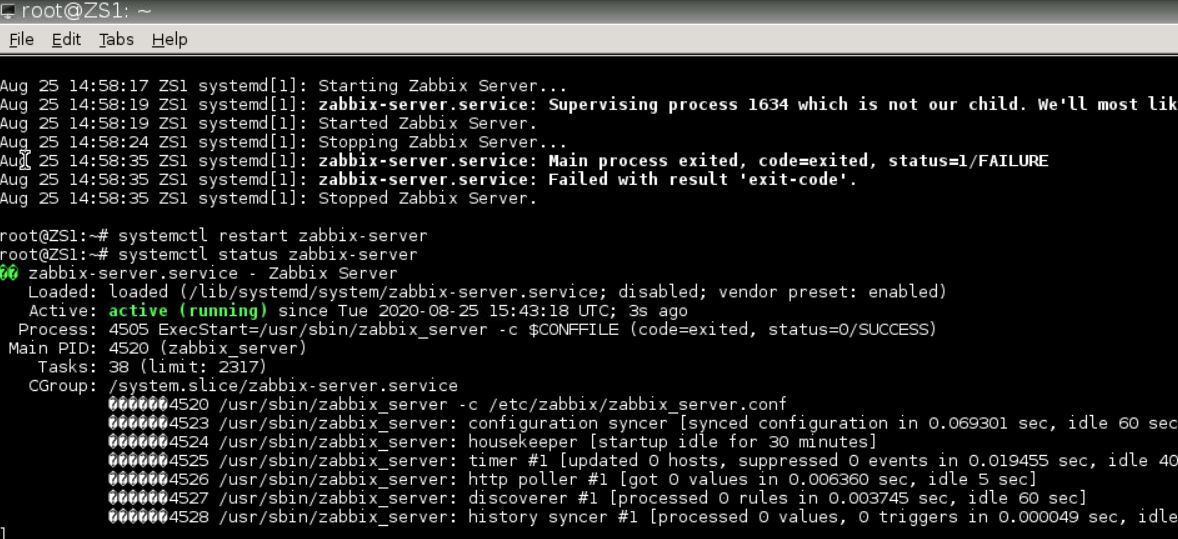 root@ZS1: ~
File Edit Tabs Help
Aug 25 14:58:17 ZS1 systemd[1]: Starting Zabbix Server...
Aug 25 14:58:19 ZS1 systemd[1]: zabbix-server.service: Supervising process 1634 which is not our child. We'll most lik
Aug 25 14:58:19 ZS1 systemd[1]: Started Zabbix Server.
Aug 25 14:58:24 ZS1 systemd[1]: Stopping Zabbix Server...
Aug 25 14:58:35 ZS1 systemd[1]: zabbix-server.service: Main process exited, code=exited, status=1/FAILURE
Aug 25 14:58:35 ZS1 systemd[1]: zabbix-server.service: Failed with result 'exit-code'.
Aug 25 14:58:35 ZS1 systemd[1]: Stopped Zabbix Server.
root@ZS1:~# systemctl restart zabbix-server
root@ZS1:~# systemctl status zabbix-server
�� zabbix-server.service - Zabbix Server
Loaded: loaded (/lib/systemd/system/zabbix-server.service; disabled; vendor preset: enabled)
Active: active (running) since Tue 2020-08-25 15:43:18 UTC; 3s ago
Process: 4505 ExecStart=/usr/sbin/zabbix_server -c $CONFFILE (code=exited, status=0/SUCCESS)
Main PID: 4520 (zabbix_server)
Tasks: 38 (limit: 2317)
CGroup: /system.slice/zabbix-server.service
������4520 /usr/sbin/zabbix_server -c /etc/zabbix/zabbix_server.conf
������4523 /usr/sbin/zabbix_server: configuration syncer [synced configuration in 0.069301 sec, idle 60 sec
������4524 /usr/sbin/zabbix_server: housekeeper [startup idle for 30 minutes]
������4525 /usr/sbin/zabbix_server: timer #1 [updated 0 hosts, suppressed 0 events in 0.019455 sec, idle 40
������4526 /usr/sbin/zabbix_server: http poller #1 [got 0 values in 0.006360 sec, idle 5 sec]
������4527 /usr/sbin/zabbix_server: discoverer #1 [processed 0 rules in 0.003745 sec, idle 60 sec]
������4528 /usr/sbin/zabbix_server: history syncer #1 [processed 0 values, 0 triggers in 0.000049 sec, idle
]